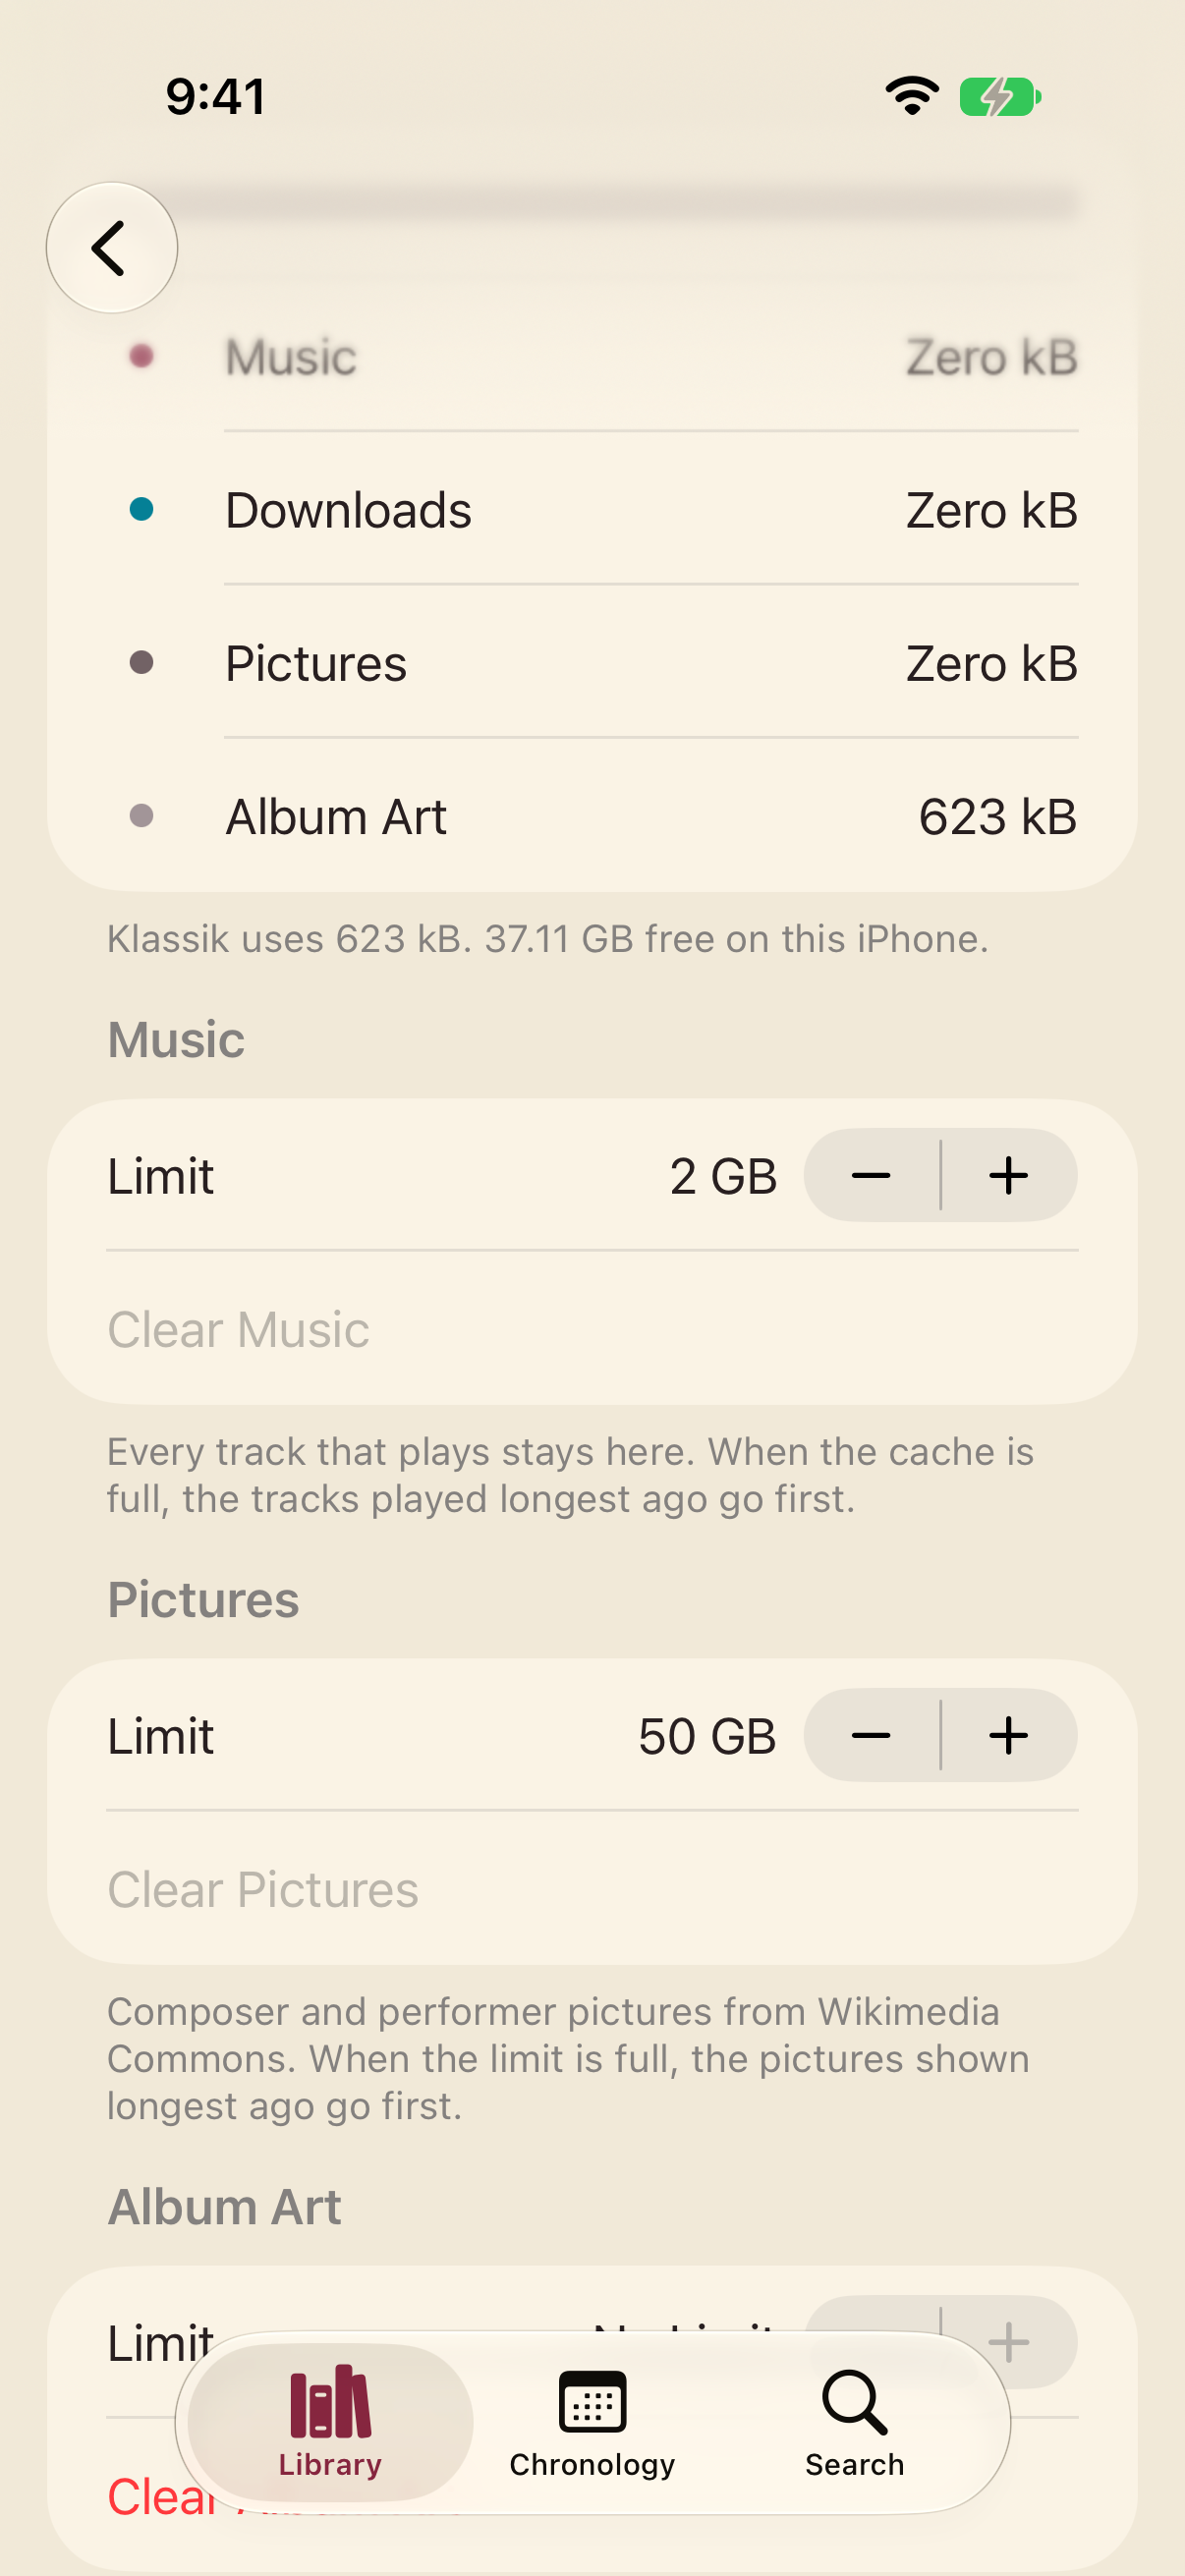 9:41
Music Zero kB
Downloads Zero kB
Pictures Zero kB
Album Art 623 kB
Klassik uses 623 kB. 37.11 GB free on this iPhone.
Music
Limit 2 GB
Clear Music
Every track that plays stays here. When the cache is
full, the tracks played longest ago go first.
Pictures
Limit 50 GB
Clear Pictures
Composer and performer pictures from Wikimedia
Commons. When the limit is full, the pictures shown
longest ago go first.
Album Art
Limit No Limit
Clear
Library Chronology Search